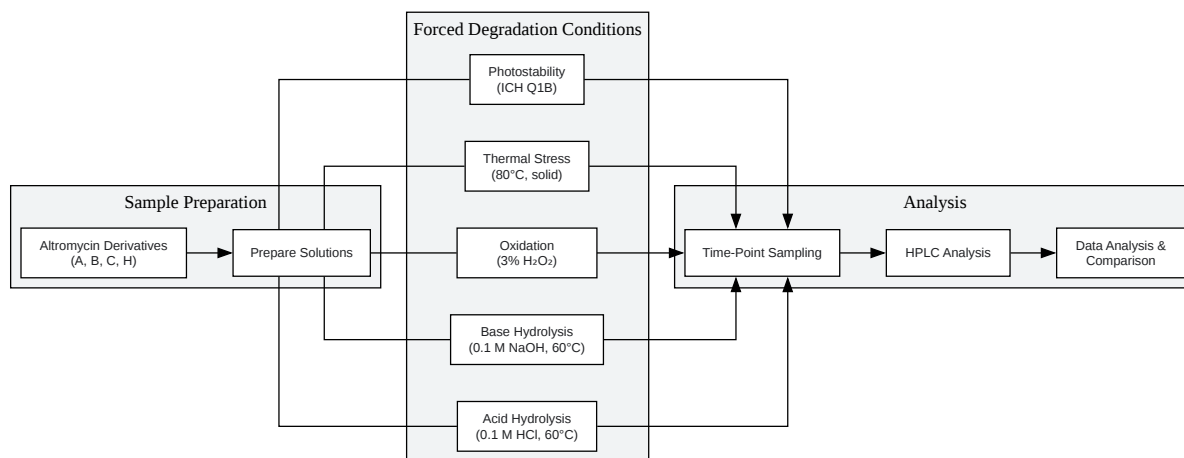 Forced Degradation Conditions
Photostability
(ICH Q1B)
Thermal Stress
(80°C, solid)
Sample Preparation
Analysis
Altromycin Derivatives
(A, B, C, H)
Prepare Solutions
Oxidation
(3% H₂O₂)
Time-Point Sampling
HPLC Analysis
Data Analysis &
Comparison
Base Hydrolysis
(0.1 M NaOH, 60°C)
Acid Hydrolysis
(0.1 M HCl, 60°C)